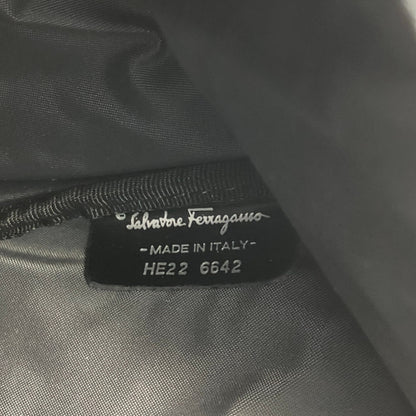 © Salvatore Ferragamo
-MADE IN ITALY-
HE22 6642